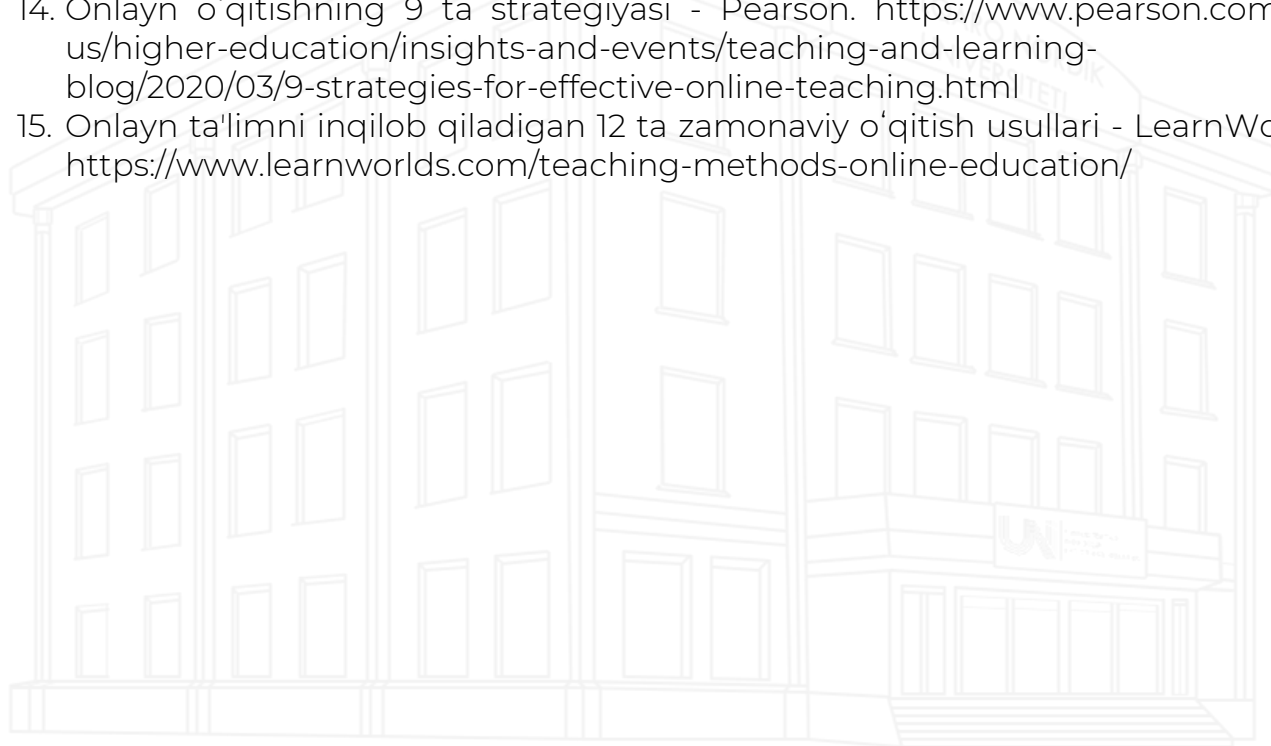 14. Onlayn oʻqitishning 9 ta strategiyasi - Pearson. https://www.pearson.com
us/higher-education/insights-and-events/teaching-and-learning-
blog/2020/03/9-strategies-for-effective-online-teaching.html
15. Onlayn ta'limni inqilob qiladigan 12 ta zamonaviy oʻqitish usullari - LearnWo
https://www.learnworlds.com/teaching-methods-online-education/